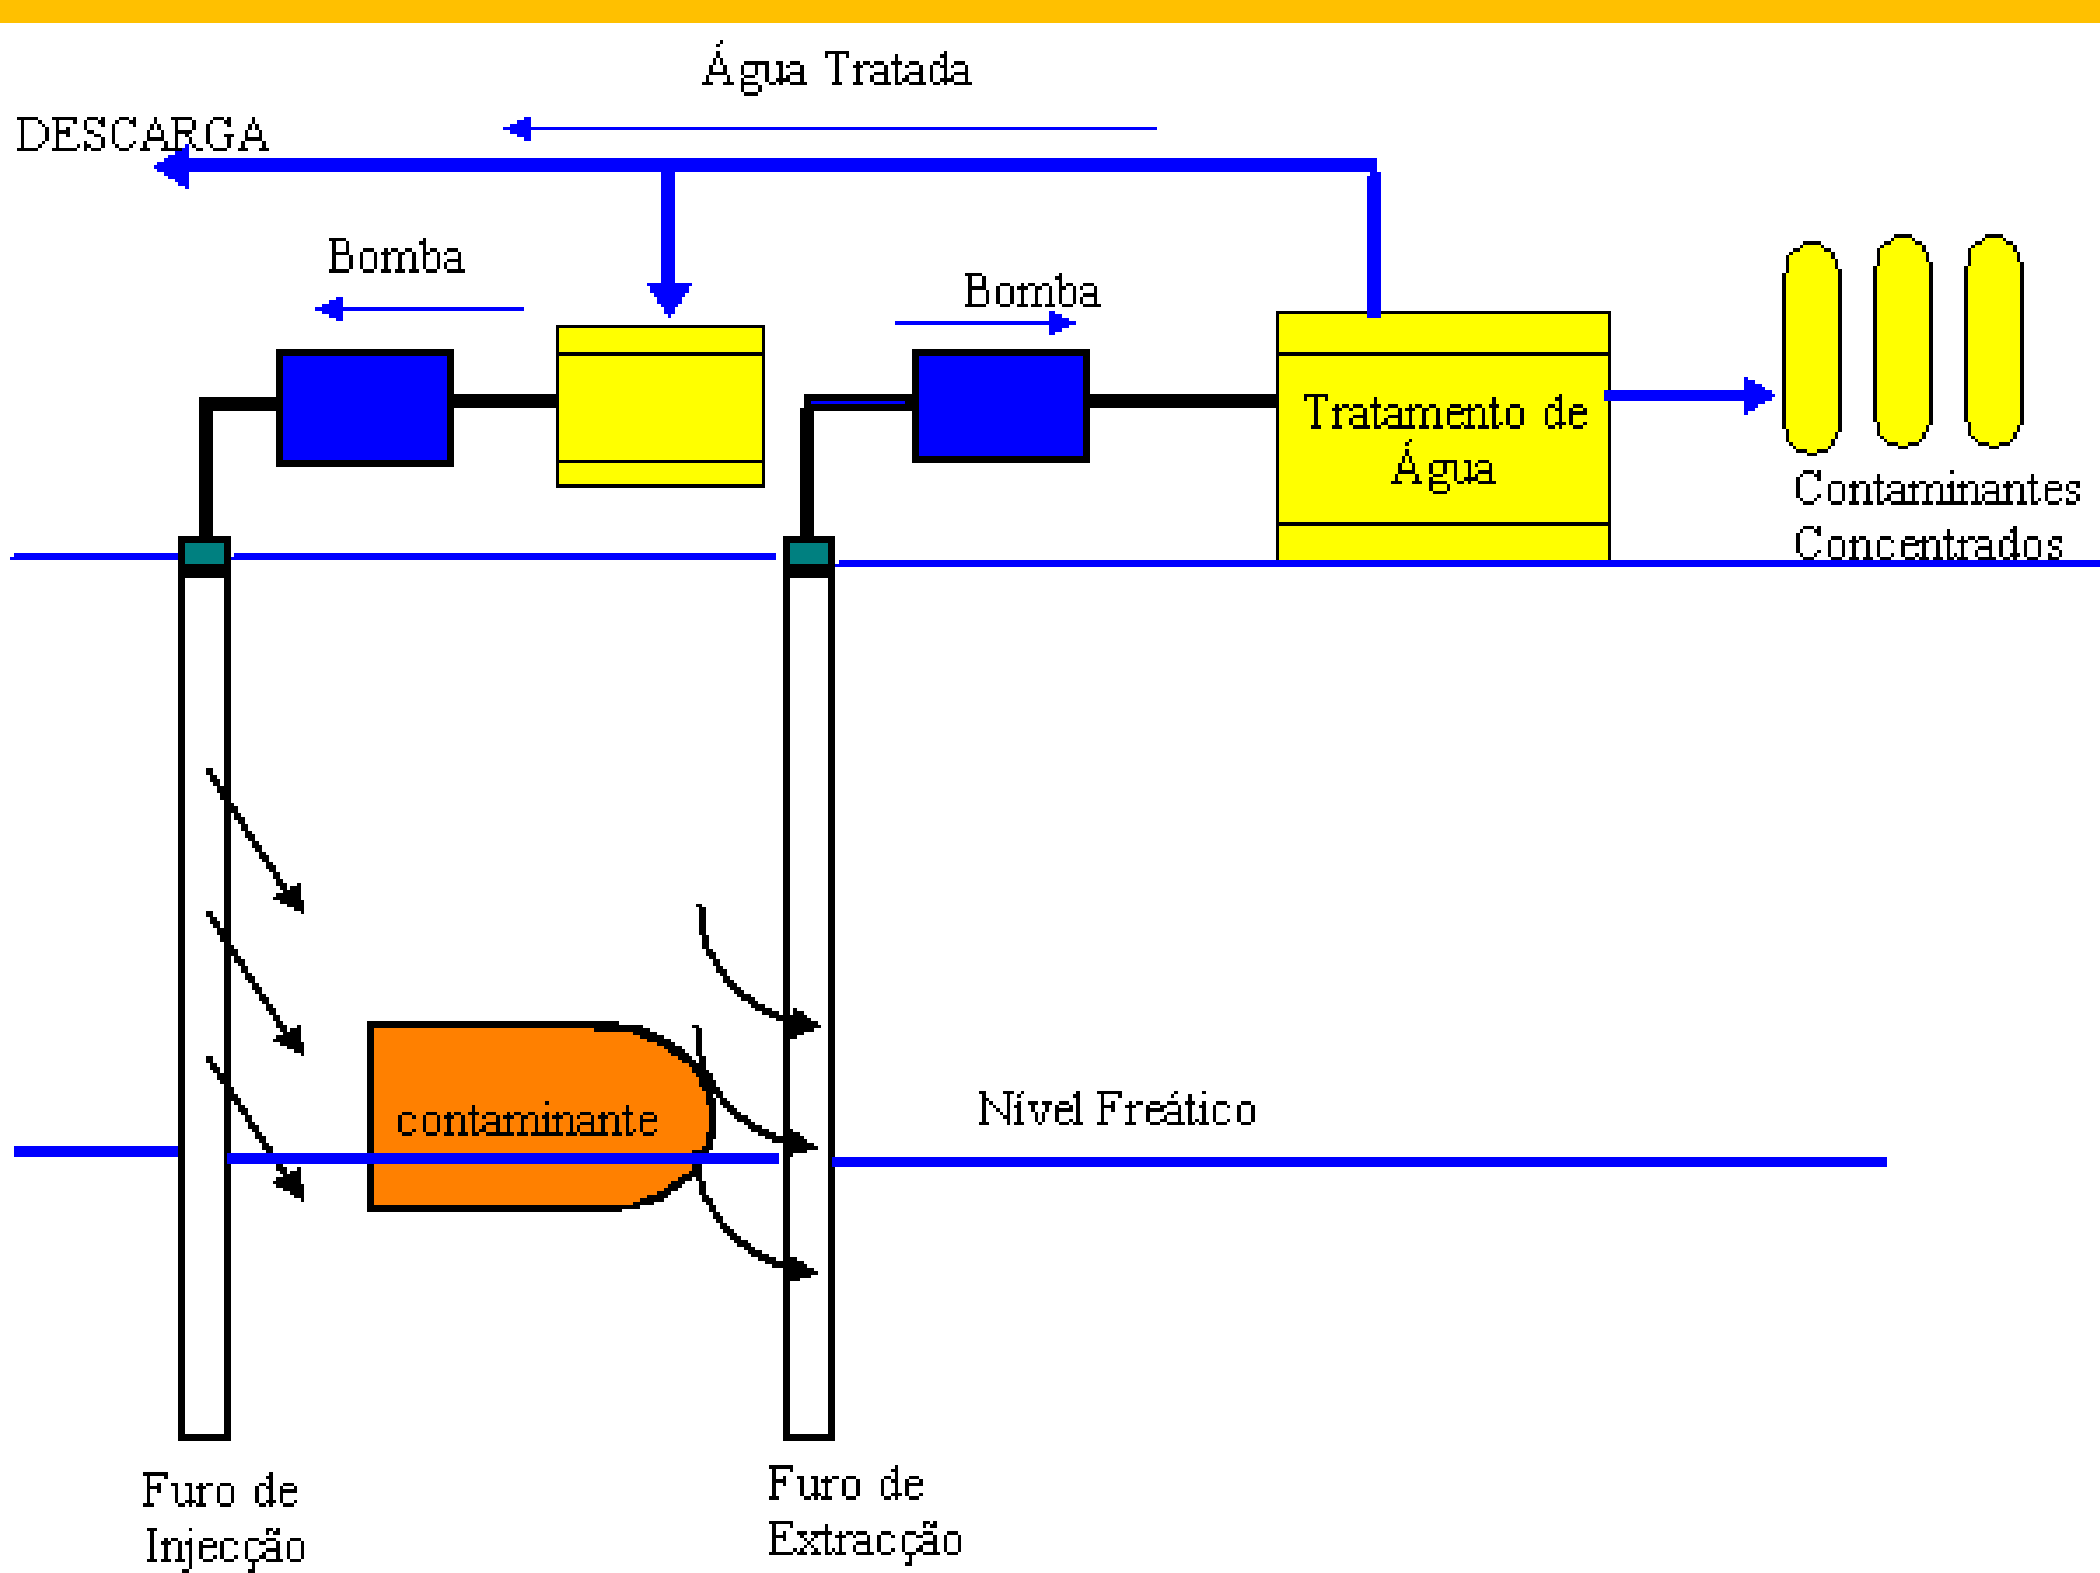 Água Tratada
DESCARGA
Bomba
Bomba
Tratamento de
Água
Contaminantes
Concentrados
contaminante
Nível Freático
Furo de
Injecção
Furo de
Extracção